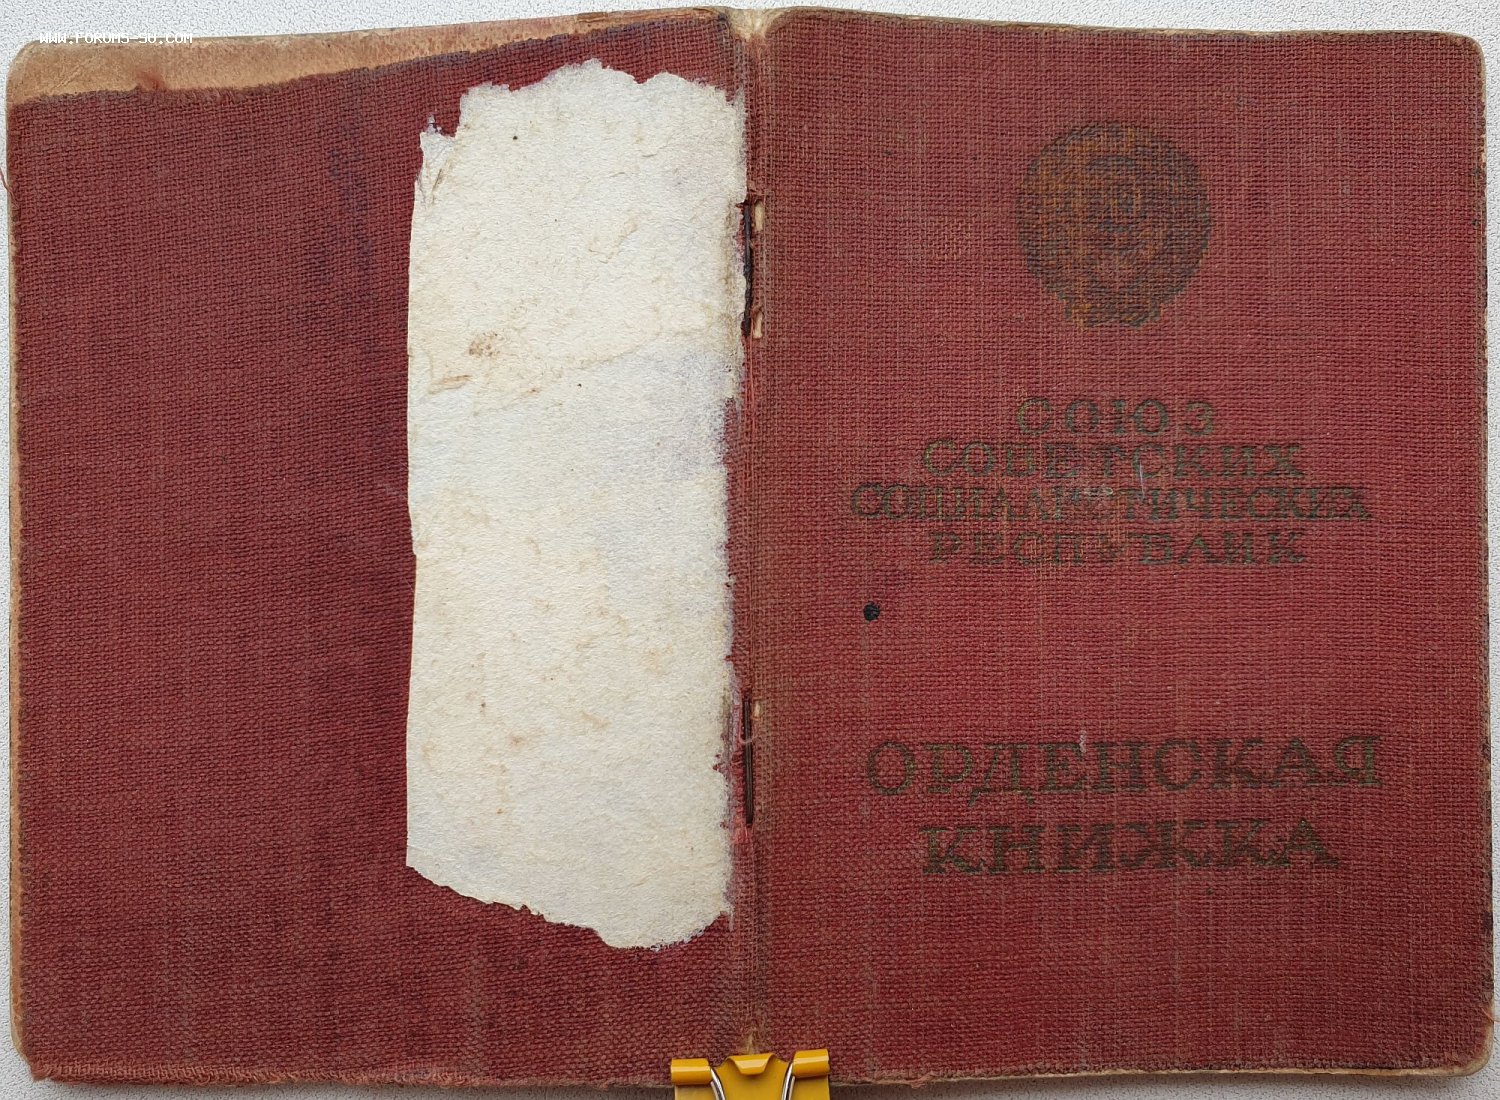 www.forums-su.com
СОЮЗ
СОВЕТСКИХ
СОЦИАЛИСТИЧЕСКИХ
РЕСПУБЛИК
ОРДЕНСКАЯ
КНИЖКА